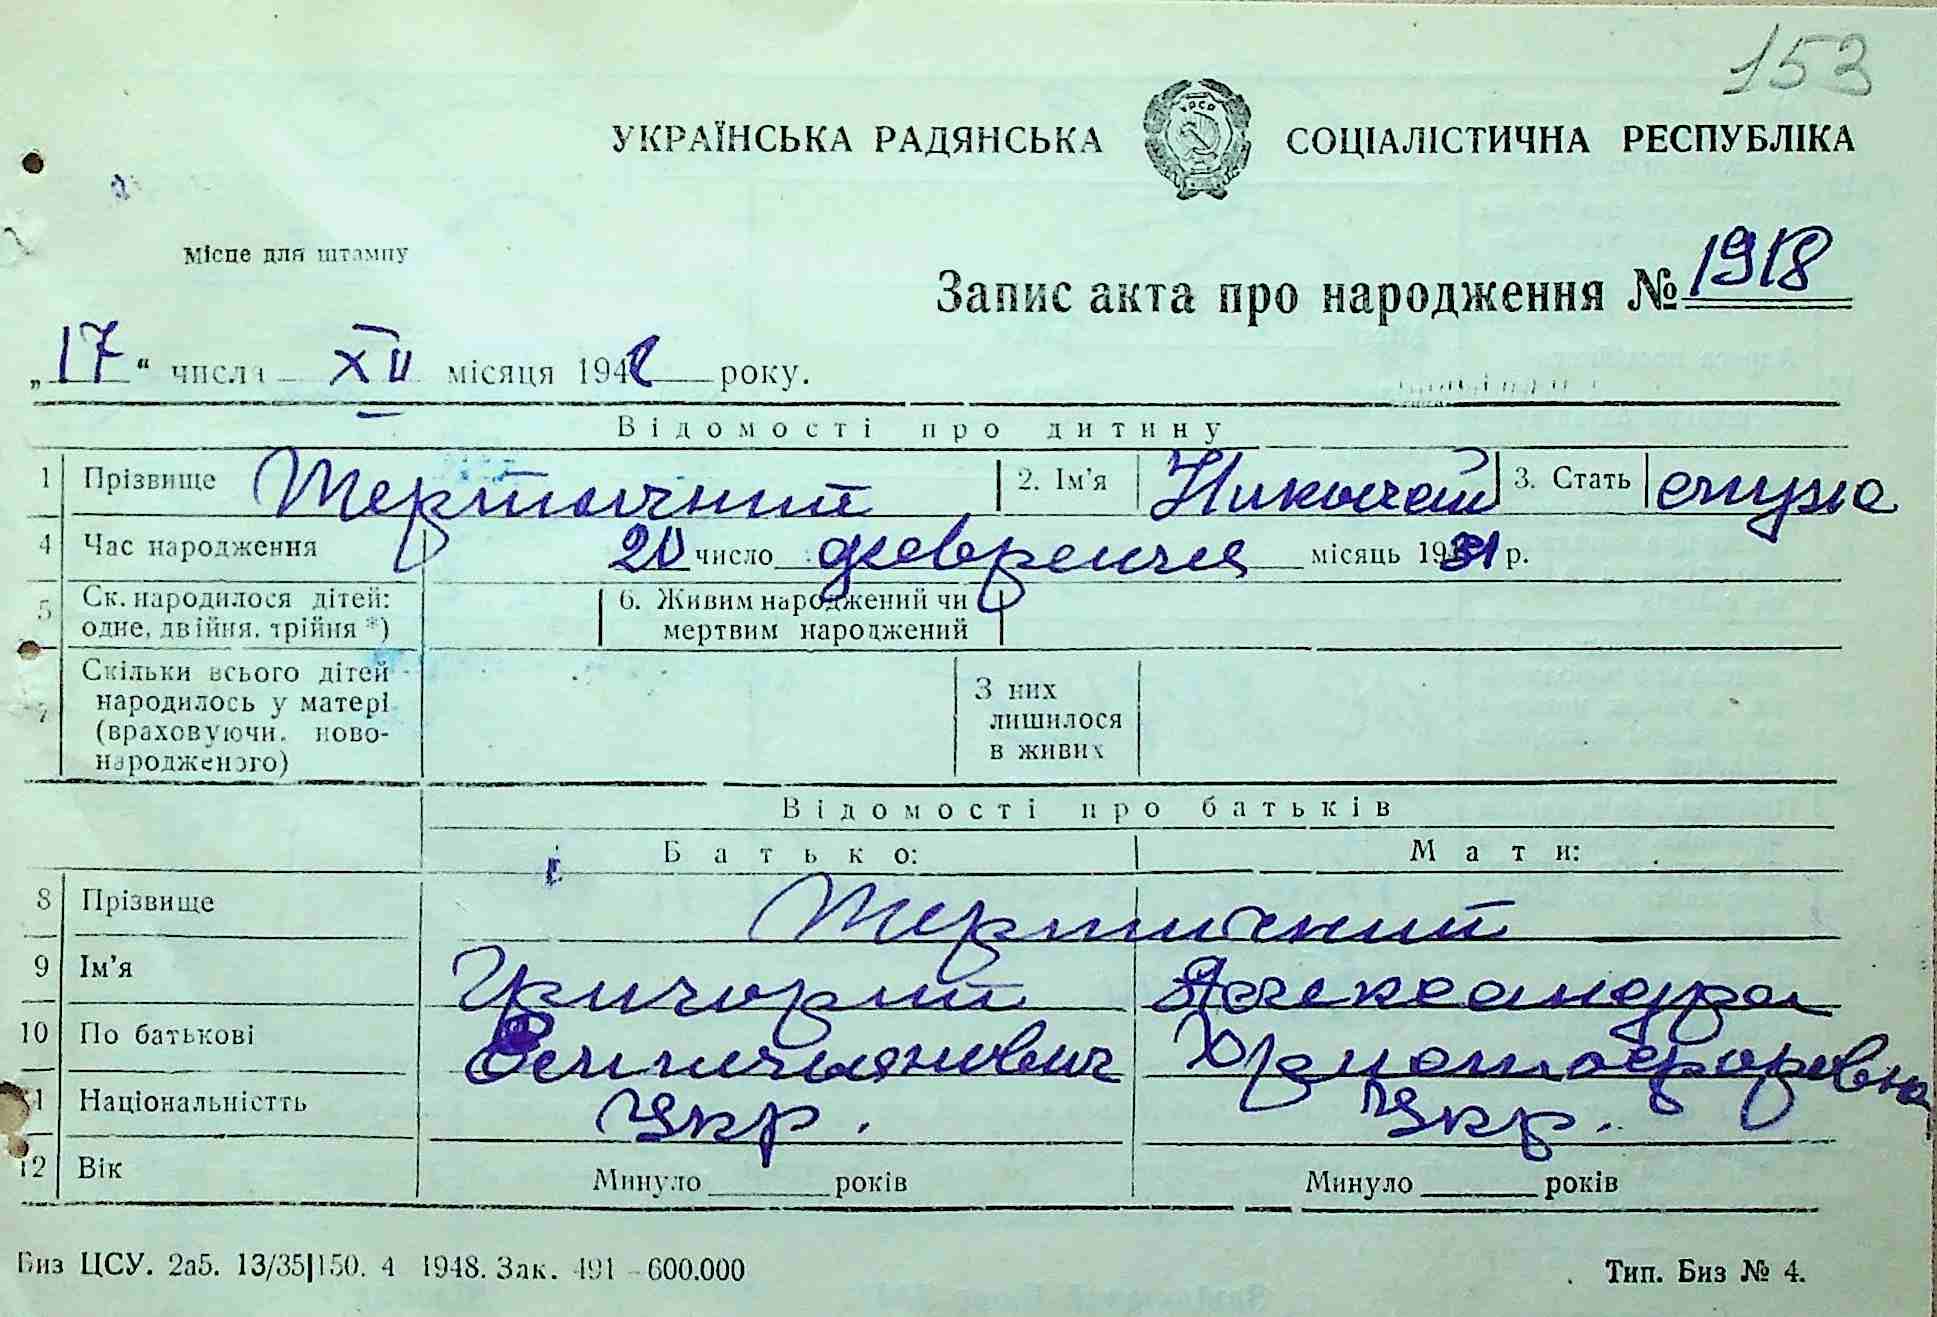 153
УКРАЇНСЬКА РАДЯНСЬКА СОЦІАЛІСТИЧНА РЕСПУБЛІКА
Місце для штампу
Запис акта про народження № 1918
„17“ числа XII місяця 194 року.
Відомості про дитину
1 Прізвище Тертичний 2. Ім'я Николай 3. Стать
4 Час народження 20 число февраля місяць 1931 р.
5 Ск. народилося дітей: одне, двійня, трійня *) 6. Живим народжений чи мертвим народжений
7 Скільки всього дітей народилось у матері (враховуючи, новонародженого) З них лишилося в живих
Відомості про батьків
Батько: Мати:
8 Прізвище Тертичний
9 Ім'я Григорий Александра
10 По батькові Емильянович Христофоровна
11 Національністть Укр. Укр.
12 Вік Минуло років Минуло років
Биз ЦСУ. 2а5. 13/35|150. 4 1948. Зак. 491 – 600.000 Тип. Биз № 4.